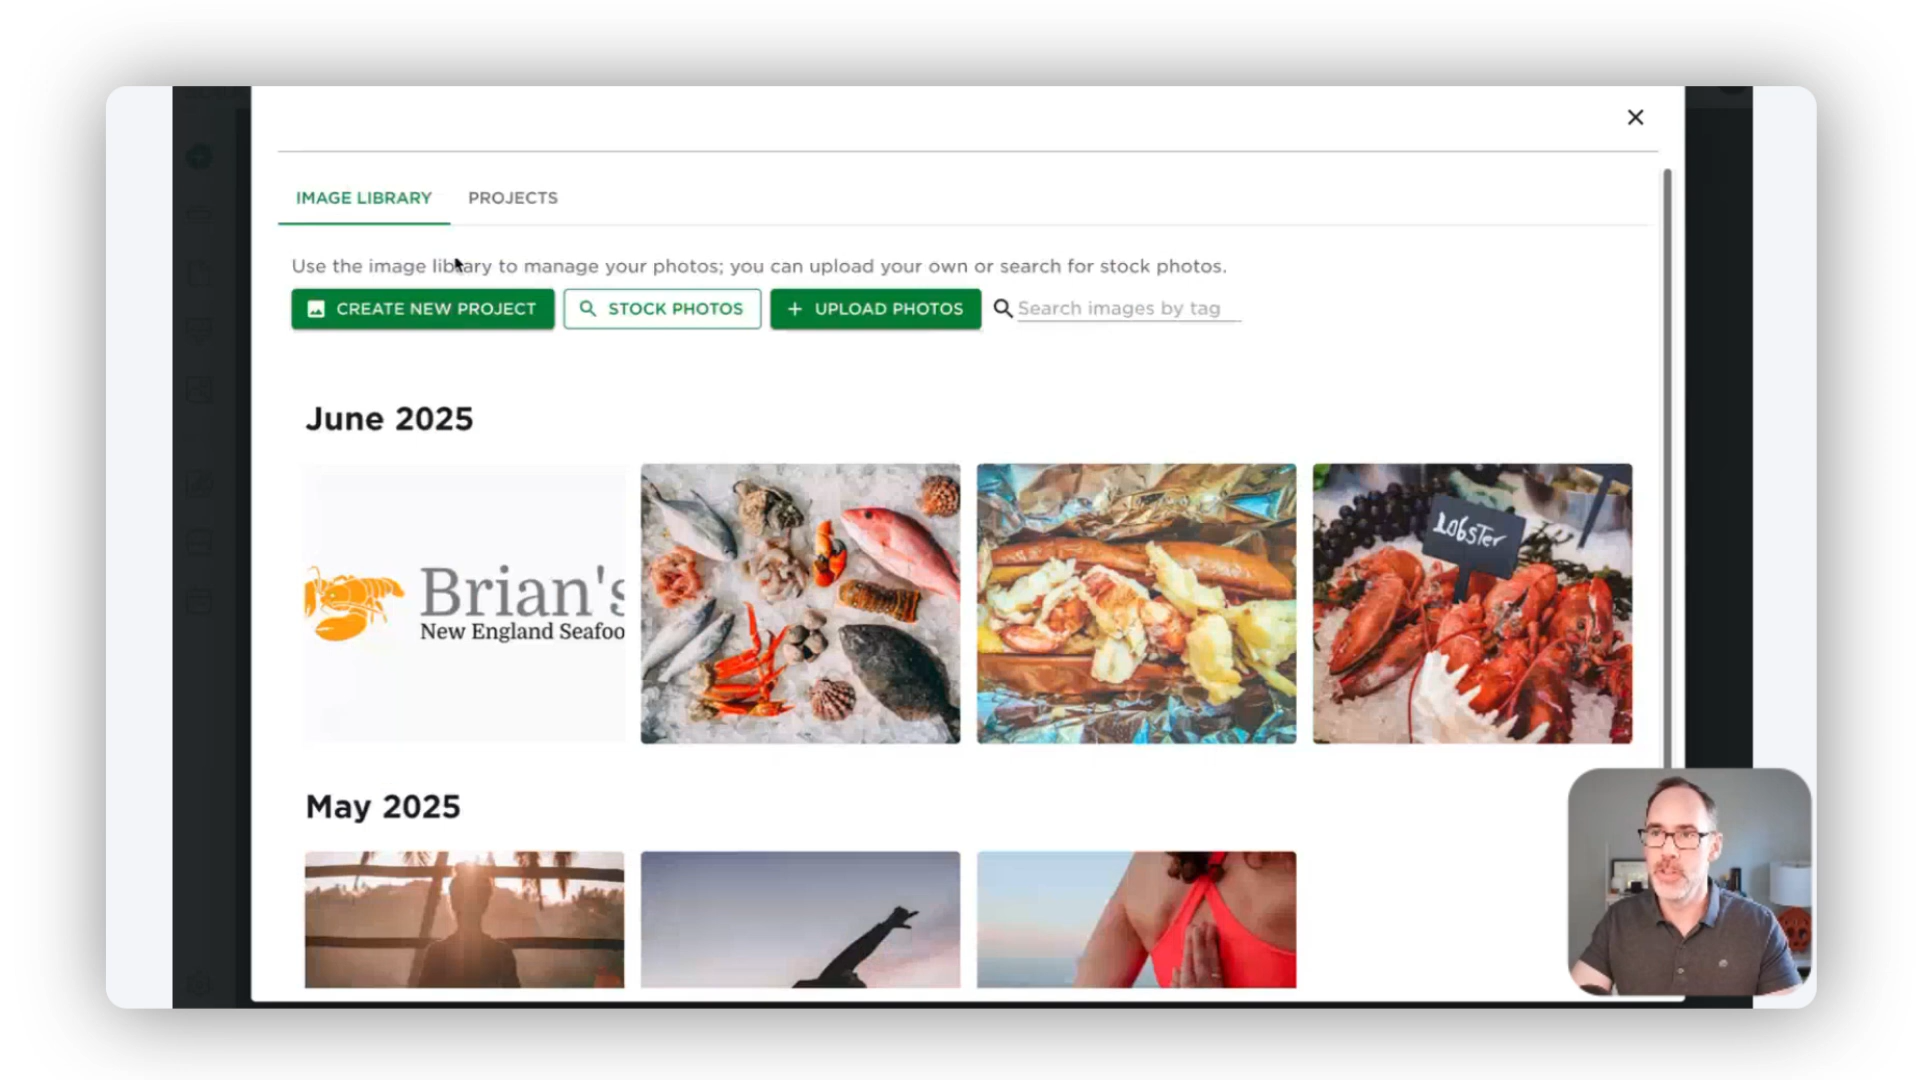 IMAGE LIBRARY PROJECTS
Use the image library to manage your photos; you can upload your own or search for stock photos.
CREATE NEW PROJECT STOCK PHOTOS + UPLOAD PHOTOS Search images by tag
June 2025
Lobster
Brian's
New England Seafoo
May 2025